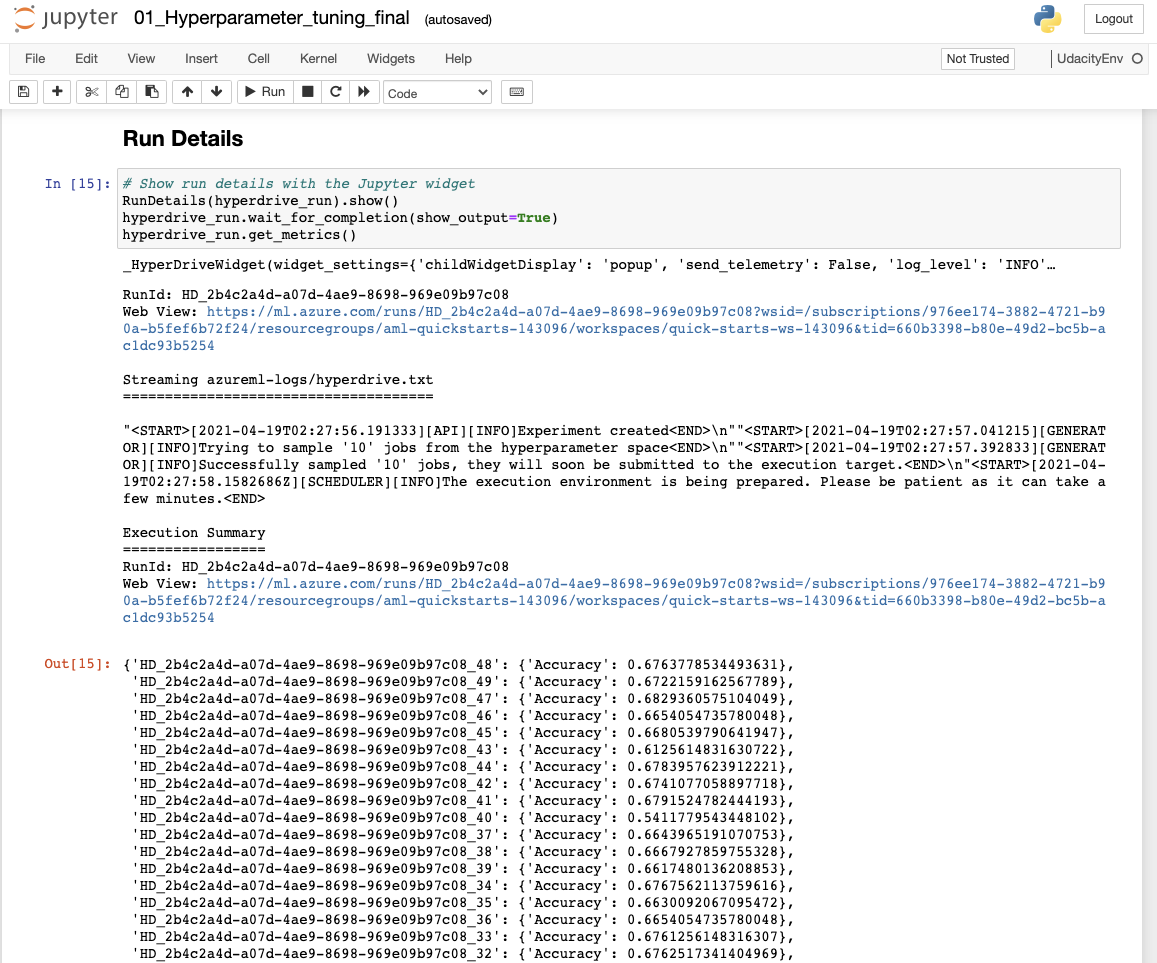 jupyter 01_Hyperparameter_tuning_final (autosaved)
Logout
File Edit View Insert Cell Kernel Widgets Help
Not Trusted
UdacityEnv
Run
Code
Run Details
In [15]: # Show run details with the Jupyter widget
RunDetails(hyperdrive_run).show()
hyperdrive_run.wait_for_completion(show_output=True)
hyperdrive_run.get_metrics()
_HyperDriveWidget(widget_settings={'childWidgetDisplay': 'popup', 'send_telemetry': False, 'log_level': 'INFO'…
RunId: HD_2b4c2a4d-a07d-4ae9-8698-969e09b97c08
Web View: https://ml.azure.com/runs/HD_2b4c2a4d-a07d-4ae9-8698-969e09b97c08?wsid=/subscriptions/976ee174-3882-4721-b9
0a-b5fef6b72f24/resourcegroups/aml-quickstarts-143096/workspaces/quick-starts-ws-143096&tid=660b3398-b80e-49d2-bc5b-a
c1dc93b5254
Streaming azureml-logs/hyperdrive.txt
=====================================
"<START>[2021-04-19T02:27:56.191333][API][INFO]Experiment created<END>\n""<START>[2021-04-19T02:27:57.041215][GENERAT
OR][INFO]Trying to sample '10' jobs from the hyperparameter space<END>\n""<START>[2021-04-19T02:27:57.392833][GENERAT
OR][INFO]Successfully sampled '10' jobs, they will soon be submitted to the execution target.<END>\n"<START>[2021-04-
19T02:27:58.1582686Z][SCHEDULER][INFO]The execution environment is being prepared. Please be patient as it can take a
few minutes.<END>
Execution Summary
=================
RunId: HD_2b4c2a4d-a07d-4ae9-8698-969e09b97c08
Web View: https://ml.azure.com/runs/HD_2b4c2a4d-a07d-4ae9-8698-969e09b97c08?wsid=/subscriptions/976ee174-3882-4721-b9
0a-b5fef6b72f24/resourcegroups/aml-quickstarts-143096/workspaces/quick-starts-ws-143096&tid=660b3398-b80e-49d2-bc5b-a
c1dc93b5254
Out[15]: {'HD_2b4c2a4d-a07d-4ae9-8698-969e09b97c08_48': {'Accuracy': 0.6763778534493631},
'HD_2b4c2a4d-a07d-4ae9-8698-969e09b97c08_49': {'Accuracy': 0.6722159162567789},
'HD_2b4c2a4d-a07d-4ae9-8698-969e09b97c08_47': {'Accuracy': 0.6829360575104049},
'HD_2b4c2a4d-a07d-4ae9-8698-969e09b97c08_46': {'Accuracy': 0.6654054735780048},
'HD_2b4c2a4d-a07d-4ae9-8698-969e09b97c08_45': {'Accuracy': 0.6680539790641947},
'HD_2b4c2a4d-a07d-4ae9-8698-969e09b97c08_43': {'Accuracy': 0.6125614831630722},
'HD_2b4c2a4d-a07d-4ae9-8698-969e09b97c08_44': {'Accuracy': 0.6783957623912221},
'HD_2b4c2a4d-a07d-4ae9-8698-969e09b97c08_42': {'Accuracy': 0.6741077058897718},
'HD_2b4c2a4d-a07d-4ae9-8698-969e09b97c08_41': {'Accuracy': 0.6791524782444193},
'HD_2b4c2a4d-a07d-4ae9-8698-969e09b97c08_40': {'Accuracy': 0.5411779543448102},
'HD_2b4c2a4d-a07d-4ae9-8698-969e09b97c08_37': {'Accuracy': 0.6643965191070753},
'HD_2b4c2a4d-a07d-4ae9-8698-969e09b97c08_38': {'Accuracy': 0.6667927859755328},
'HD_2b4c2a4d-a07d-4ae9-8698-969e09b97c08_39': {'Accuracy': 0.6617480136208853},
'HD_2b4c2a4d-a07d-4ae9-8698-969e09b97c08_34': {'Accuracy': 0.6767562113759616},
'HD_2b4c2a4d-a07d-4ae9-8698-969e09b97c08_35': {'Accuracy': 0.6630092067095472},
'HD_2b4c2a4d-a07d-4ae9-8698-969e09b97c08_36': {'Accuracy': 0.6654054735780048},
'HD_2b4c2a4d-a07d-4ae9-8698-969e09b97c08_33': {'Accuracy': 0.6761256148316307},
'HD_2b4c2a4d-a07d-4ae9-8698-969e09b97c08_32': {'Accuracy': 0.6762517341404969},